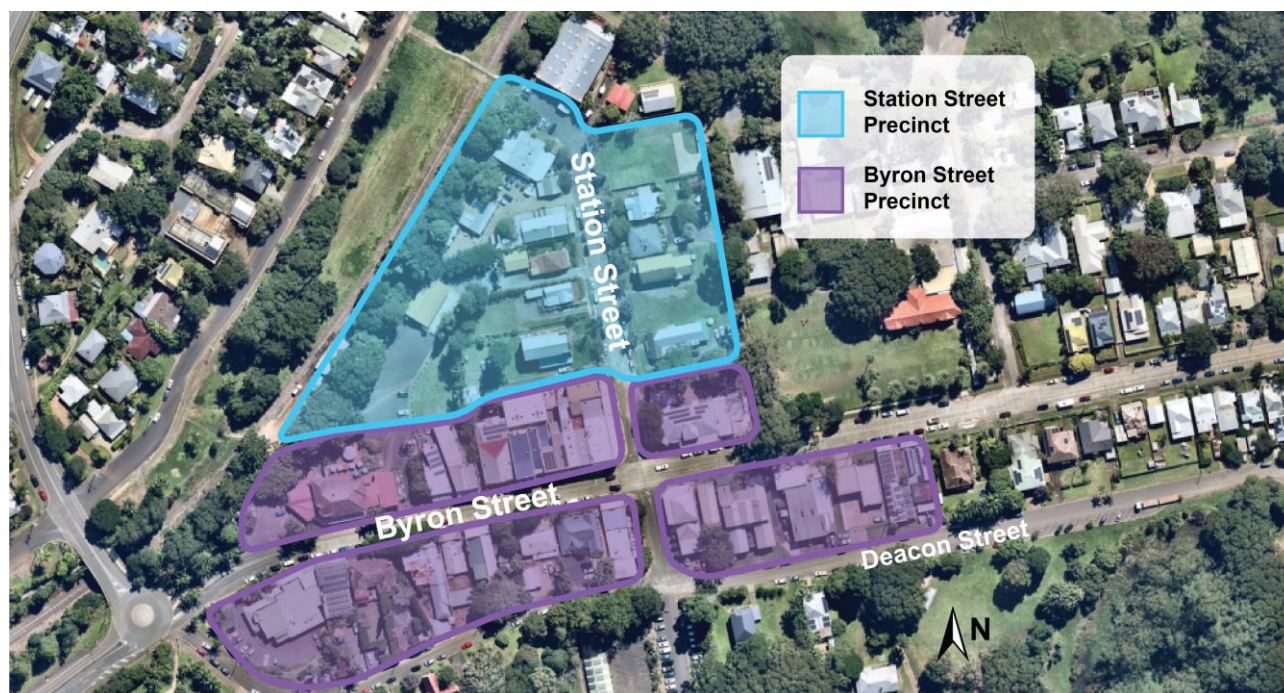 Station Street
Precinct
Byron Street
Precinct
Station Street
Byron Street
Deacon Street
N